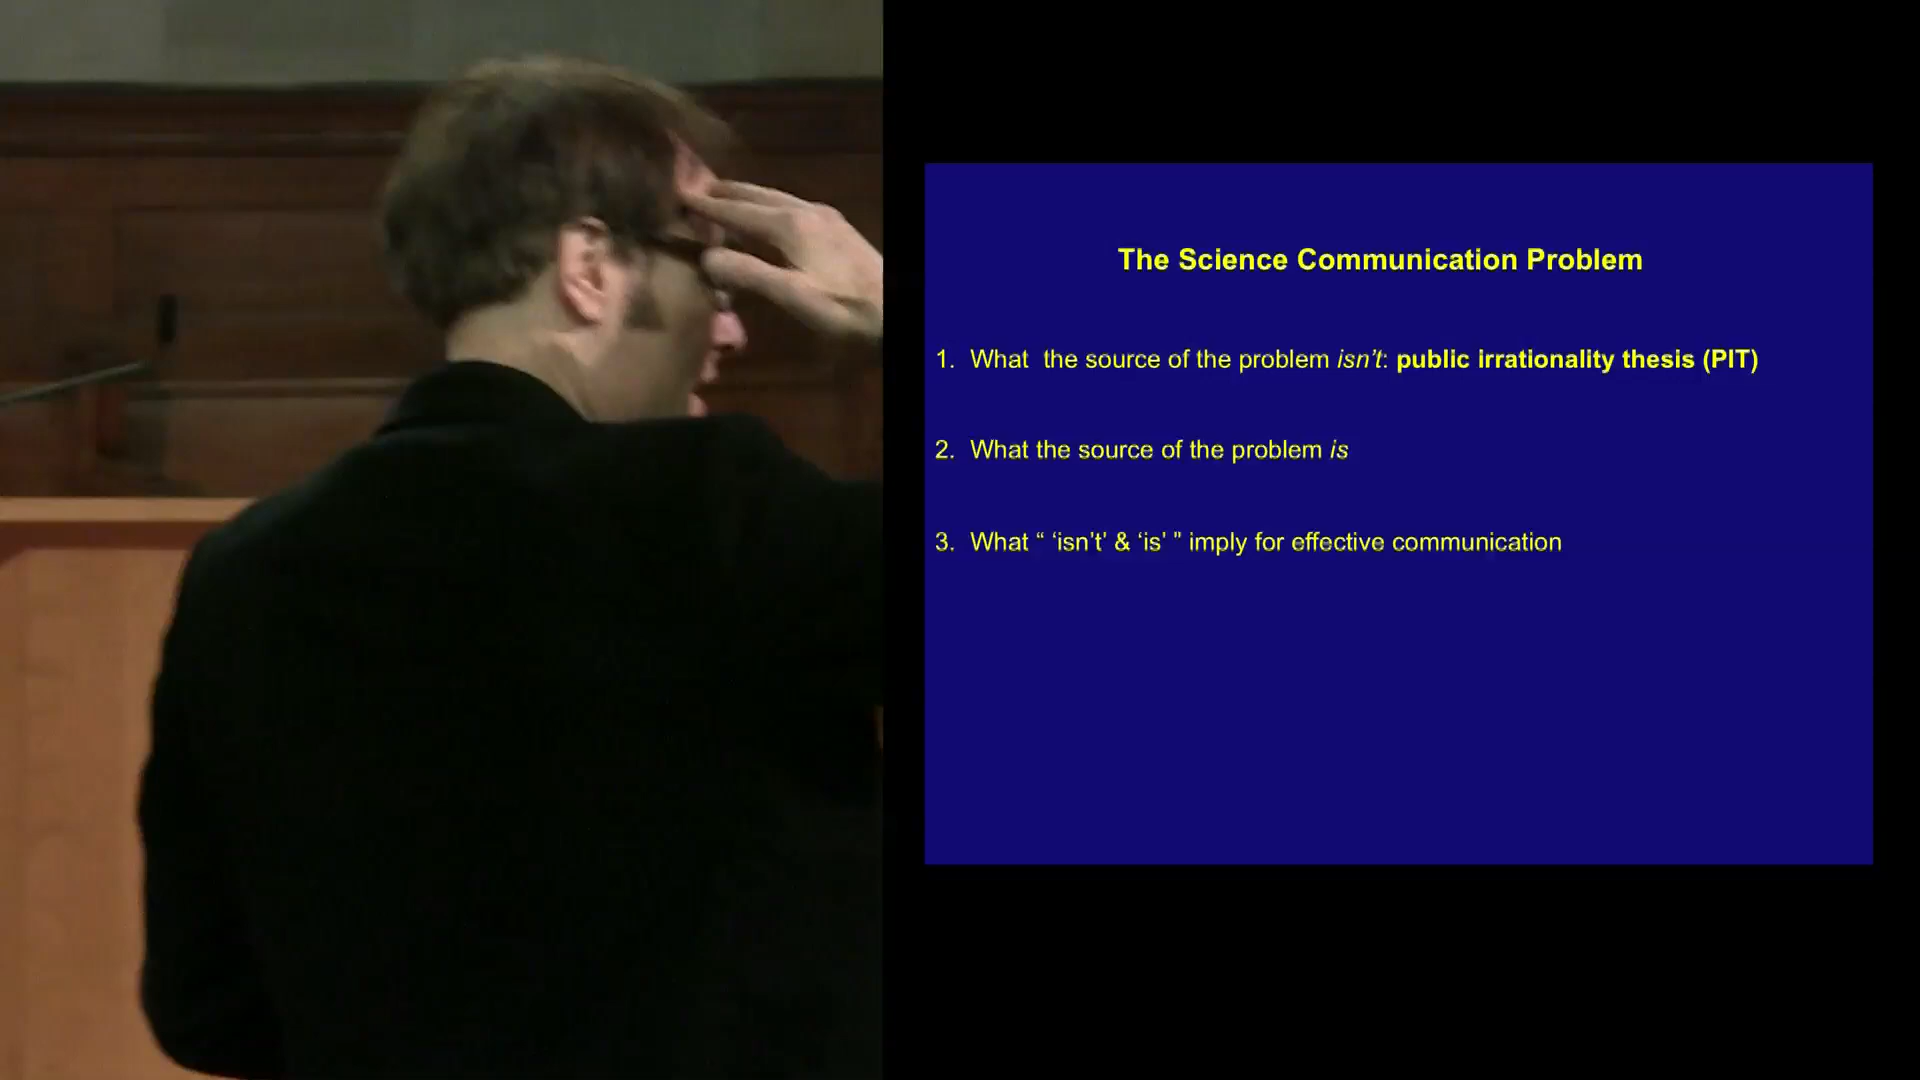 The Science Communication Problem
1. What the source of the problem isn’t: public irrationality thesis (PIT)
2. What the source of the problem is
3. What “ ‘isn’t’ & ‘is’ ” imply for effective communication